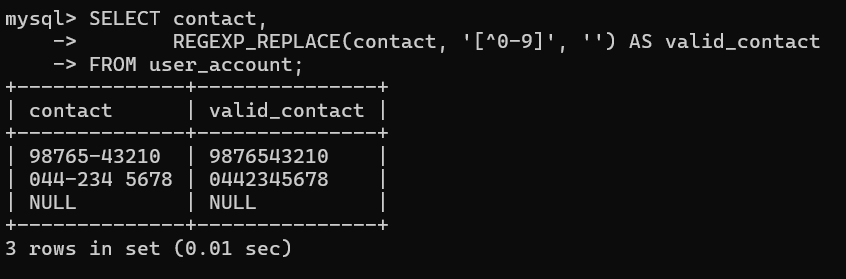 mysql> SELECT contact,
    ->        REGEXP_REPLACE(contact, '[^0-9]', '') AS valid_contact
    -> FROM user_account;
+--------------+---------------+
| contact      | valid_contact |
+--------------+---------------+
| 98765-43210  | 9876543210    |
| 044-234 5678 | 0442345678    |
| NULL         | NULL          |
+--------------+---------------+
3 rows in set (0.01 sec)